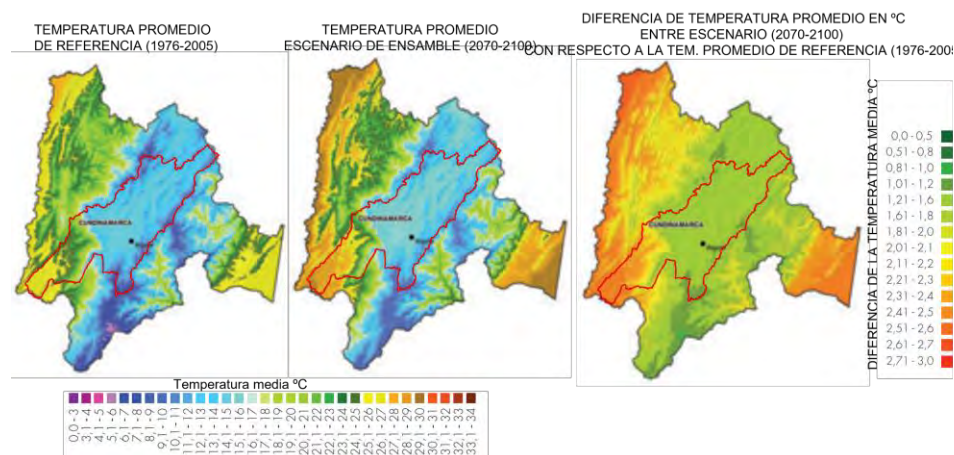 TEMPERATURA PROMEDIO
DE REFERENCIA (1976-2005)
TEMPERATURA PROMEDIO
ESCENARIO DE ENSAMBLE (2070-2100)
DIFERENCIA DE TEMPERATURA PROMEDIO EN ºC
ENTRE ESCENARIO (2070-2100)
CON RESPECTO A LA TEM. PROMEDIO DE REFERENCIA (1976-2005
CUNDINAMARCA
CUNDINAMARCA
CUNDINAMARCA
DIFERENCIA DE LA TEMPERATURA MEDIA ºC
0,0 - 0,5
0,51 - 0,8
0,81 - 1,0
1,01 - 1,2
1,21 - 1,6
1,61 - 1,8
1,81 - 2,0
2,01 - 2,1
2,11 - 2,2
2,21 - 2,3
2,31 - 2,4
2,41 - 2,5
2,51 - 2,6
2,61 - 2,7
2,71 - 3,0
Temperatura media ºC
0,0 - 3
3,1 - 4
4,1 - 5
5,1 - 6
6,1 - 7
7,1 - 8
8,1 - 9
9,1 - 10
10,1 - 11
11,1 - 12
12,1 - 13
13,1 - 14
14,1 - 15
15,1 - 16
16,1 - 17
17,1 - 18
18,1 - 19
19,1 - 20
20,1 - 21
21,1 - 22
22,1 - 23
23,1 - 24
24,1 - 25
25,1 - 26
26,1 - 27
27,1 - 28
28,1 - 29
29,1 - 30
30,1 - 31
31,1 - 32
32,1 - 33
33,1 - 34